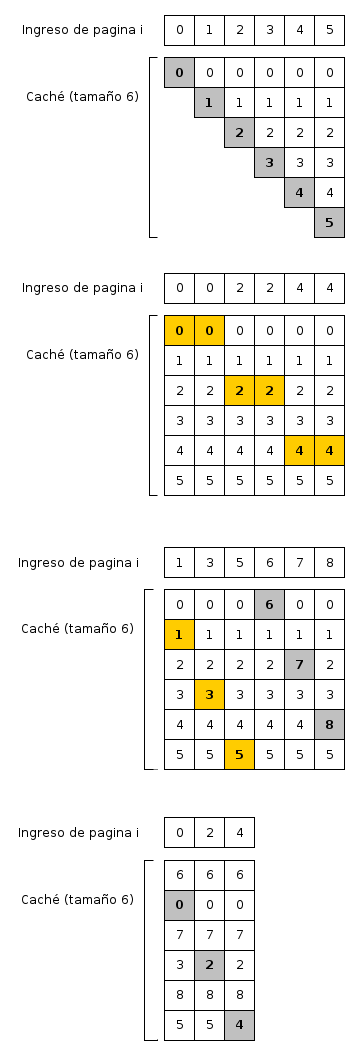 Ingreso de pagina i 0 1 2 3 4 5
0 0 0 0 0 0
Caché (tamaño 6) 1 1 1 1 1
2 2 2 2
3 3 3
4 4
5
Ingreso de pagina i 0 0 2 2 4 4
0 0 0 0 0 0
Caché (tamaño 6) 1 1 1 1 1 1
2 2 2 2 2 2
3 3 3 3 3 3
4 4 4 4 4 4
5 5 5 5 5 5
Ingreso de pagina i 1 3 5 6 7 8
0 0 0 6 0 0
Caché (tamaño 6) 1 1 1 1 1 1
2 2 2 2 7 2
3 3 3 3 3 3
4 4 4 4 4 8
5 5 5 5 5 5
Ingreso de pagina i 0 2 4
6 6 6
Caché (tamaño 6) 0 0 0
7 7 7
3 2 2
8 8 8
5 5 4